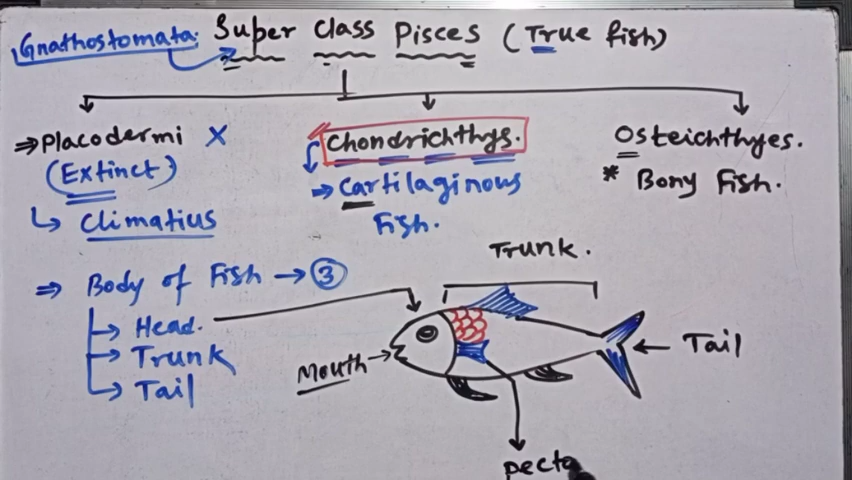 Gnathostomata: Super class Pisces (True fish)
⇒ Placodermi X
(Extinct)
↳ climatius
Chondrichthys.
⇒ Cartilaginous
Fish.
Osteichthyes.
* Bony Fish.
⇒ Body of Fish → ③
→ Head.
→ Trunk
→ Tail
Trunk.
Mouth →
← Tail
pecto